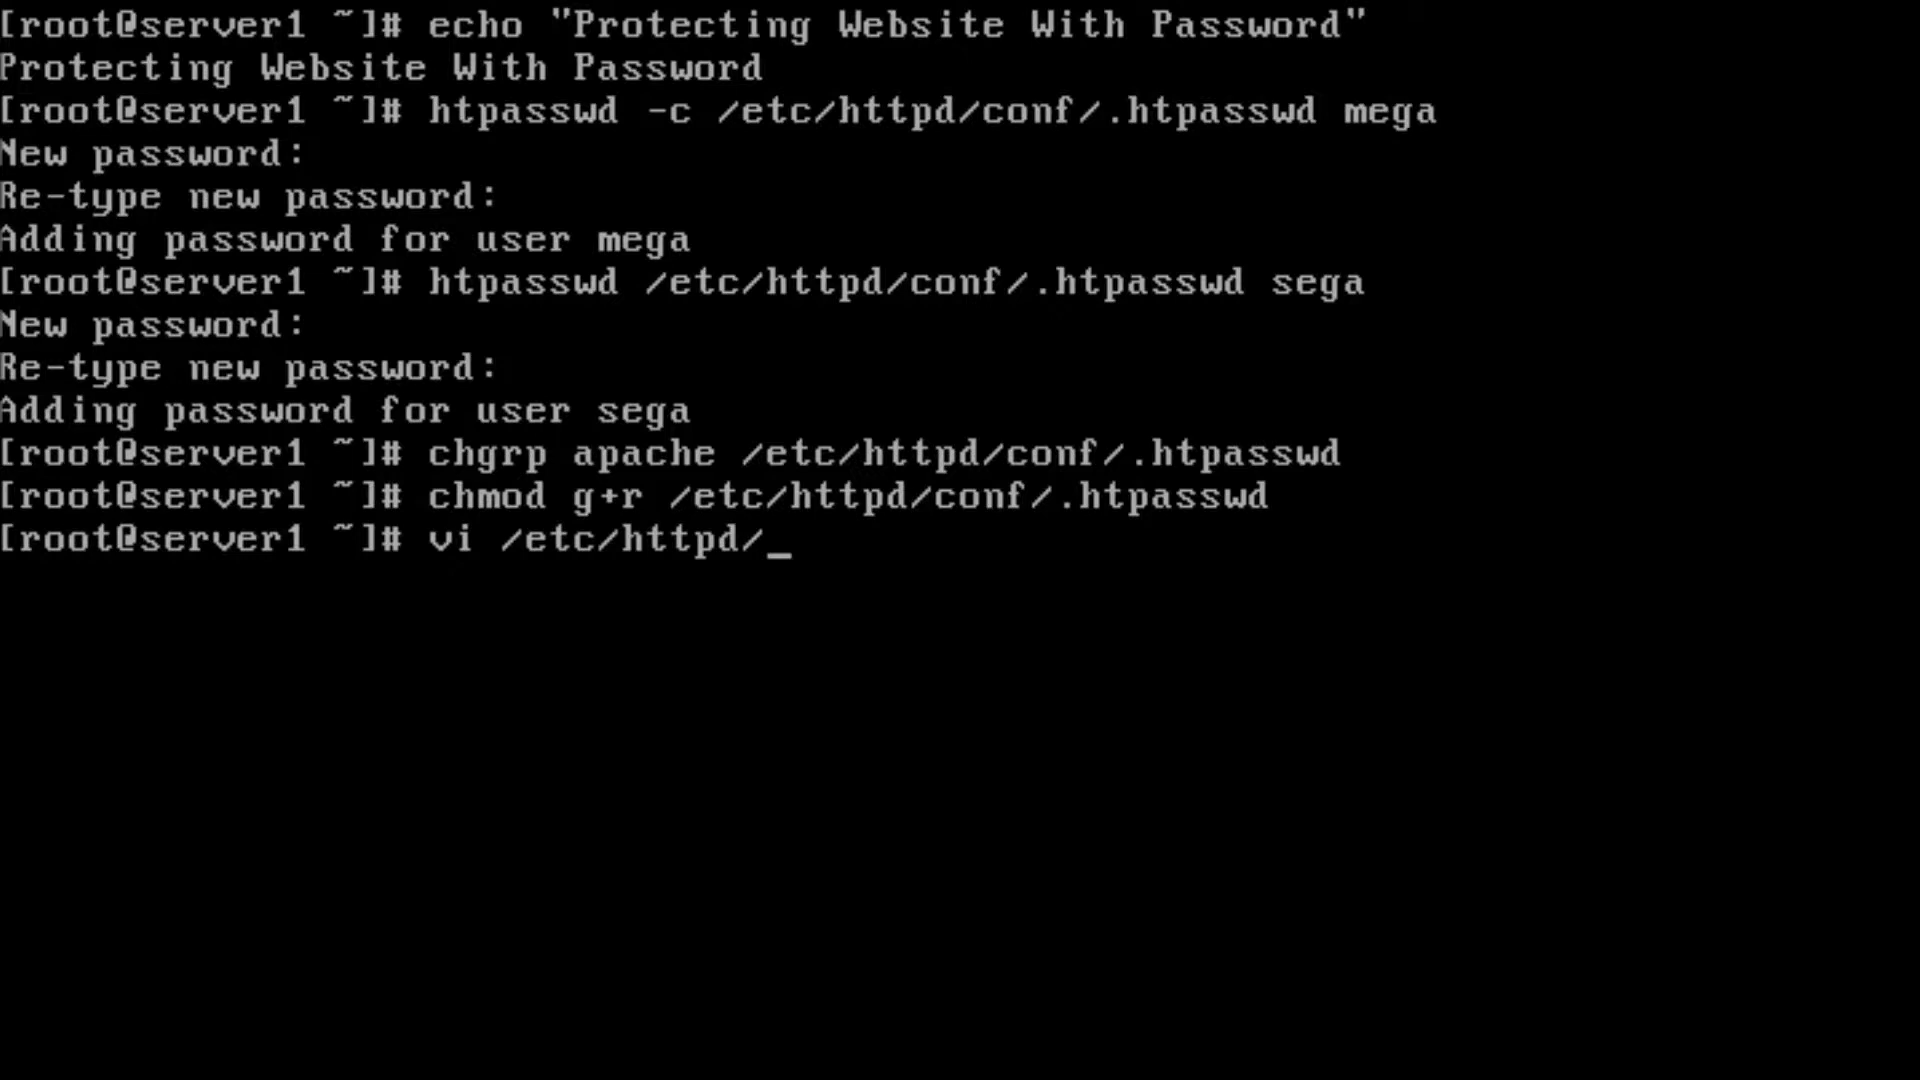 [root@server1 ~]# echo "Protecting Website With Password"
Protecting Website With Password
[root@server1 ~]# htpasswd -c /etc/httpd/conf/.htpasswd mega
New password:
Re-type new password:
Adding password for user mega
[root@server1 ~]# htpasswd /etc/httpd/conf/.htpasswd sega
New password:
Re-type new password:
Adding password for user sega
[root@server1 ~]# chgrp apache /etc/httpd/conf/.htpasswd
[root@server1 ~]# chmod g+r /etc/httpd/conf/.htpasswd
[root@server1 ~]# vi /etc/httpd/_